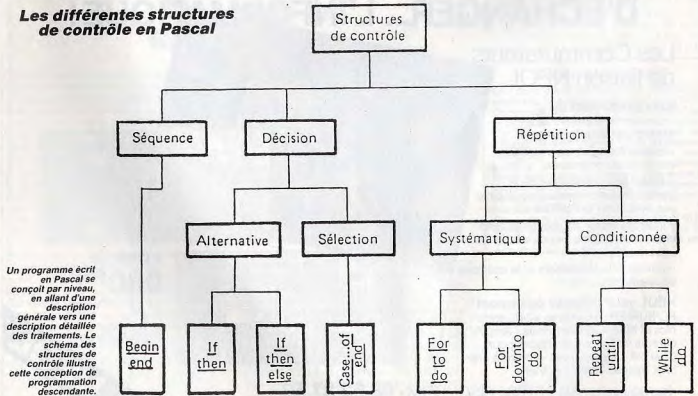 Les différentes structures
de contrôle en Pascal
Structures
de contrôle
Séquence
Décision
Répétition
Alternative
Sélection
Systématique
Conditionnée
Un programme écrit
en Pascal se
conçoit par niveau,
en allant d'une
description
générale vers une
description détaillée
des traitements. Le
schéma des
structures de
contrôle illustre
cette conception de
programmation
descendante.
Begin
end
If
then
If
then
else
Case...of
end
For
to
do
For
downto
do
Repeat
until
While
do